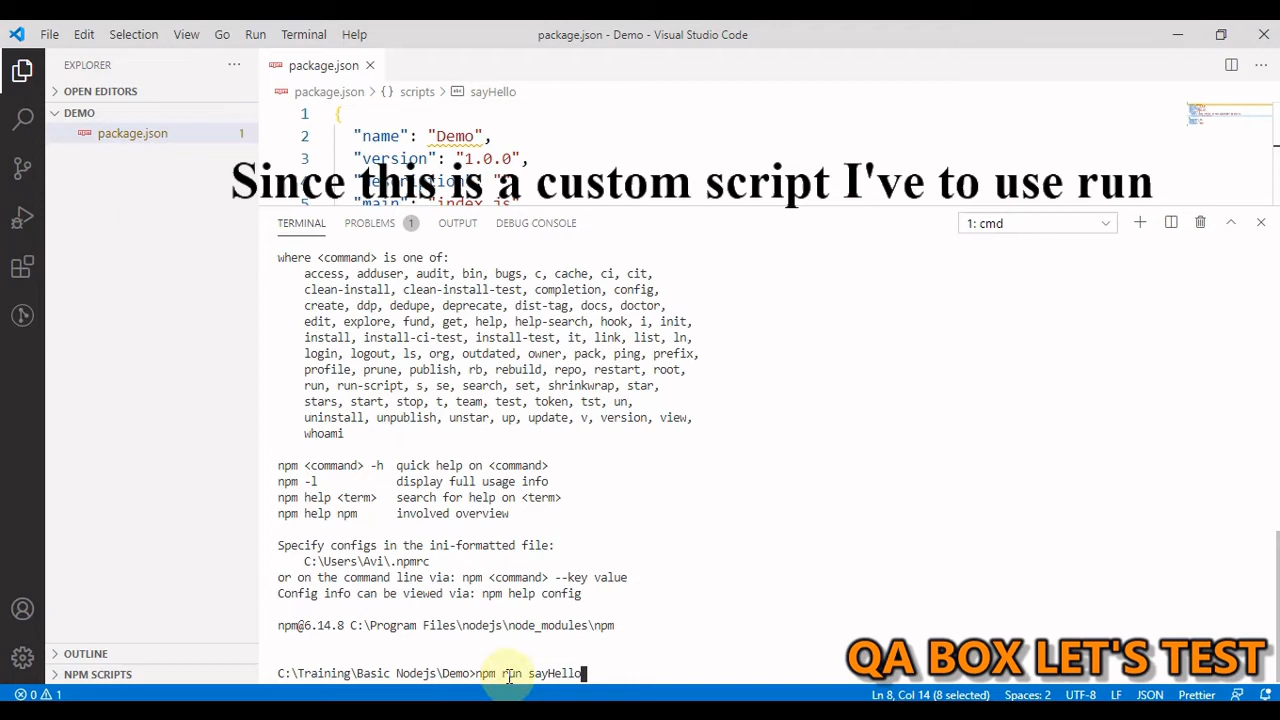 File Edit Selection View Go Run Terminal Help package.json - Demo - Visual Studio Code
EXPLORER
OPEN EDITORS
DEMO
package.json 1
OUTLINE
NPM SCRIPTS
package.json
package.json > {} scripts > sayHello
1 {
2 "name": "Demo",
3 "version": "1.0.0",
Since this is a custom script I've to use run
"main": "index.js"
TERMINAL PROBLEMS 1 OUTPUT DEBUG CONSOLE 1: cmd
where <command> is one of:
access, adduser, audit, bin, bugs, c, cache, ci, cit,
clean-install, clean-install-test, completion, config,
create, ddp, dedupe, deprecate, dist-tag, docs, doctor,
edit, explore, fund, get, help, help-search, hook, i, init,
install, install-ci-test, install-test, it, link, list, ln,
login, logout, ls, org, outdated, owner, pack, ping, prefix,
profile, prune, publish, rb, rebuild, repo, restart, root,
run, run-script, s, se, search, set, shrinkwrap, star,
stars, start, stop, t, team, test, token, tst, un,
uninstall, unpublish, unstar, up, update, v, version, view,
whoami
npm <command> -h quick help on <command>
npm -l display full usage info
npm help <term> search for help on <term>
npm help npm involved overview
Specify configs in the ini-formatted file:
C:\Users\Avi\.npmrc
or on the command line via: npm <command> --key value
Config info can be viewed via: npm help config
npm@6.14.8 C:\Program Files\nodejs\node_modules\npm
C:\Training\Basic Nodejs\Demo>npm run sayHello
QA BOX LET'S TEST
0 1 Ln 8, Col 14 (8 selected) Spaces: 2 UTF-8 LF JSON Prettier